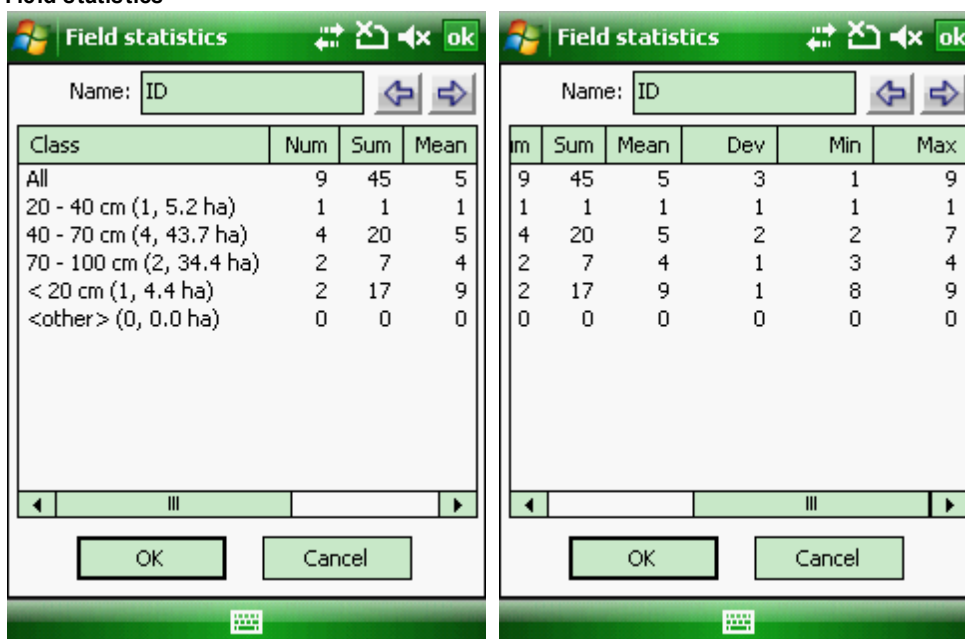 Field statistics
Field statistics ok
Name: ID
Class Num Sum Mean
All 9 45 5
20 - 40 cm (1, 5.2 ha) 1 1 1
40 - 70 cm (4, 43.7 ha) 4 20 5
70 - 100 cm (2, 34.4 ha) 2 7 4
< 20 cm (1, 4.4 ha) 2 17 9
<other> (0, 0.0 ha) 0 0 0
OK Cancel
Field statistics ok
Name: ID
um Sum Mean Dev Min Max
9 45 5 3 1 9
1 1 1 1 1 1
4 20 5 2 2 7
2 7 4 1 3 4
2 17 9 1 8 9
0 0 0 0 0 0
OK Cancel